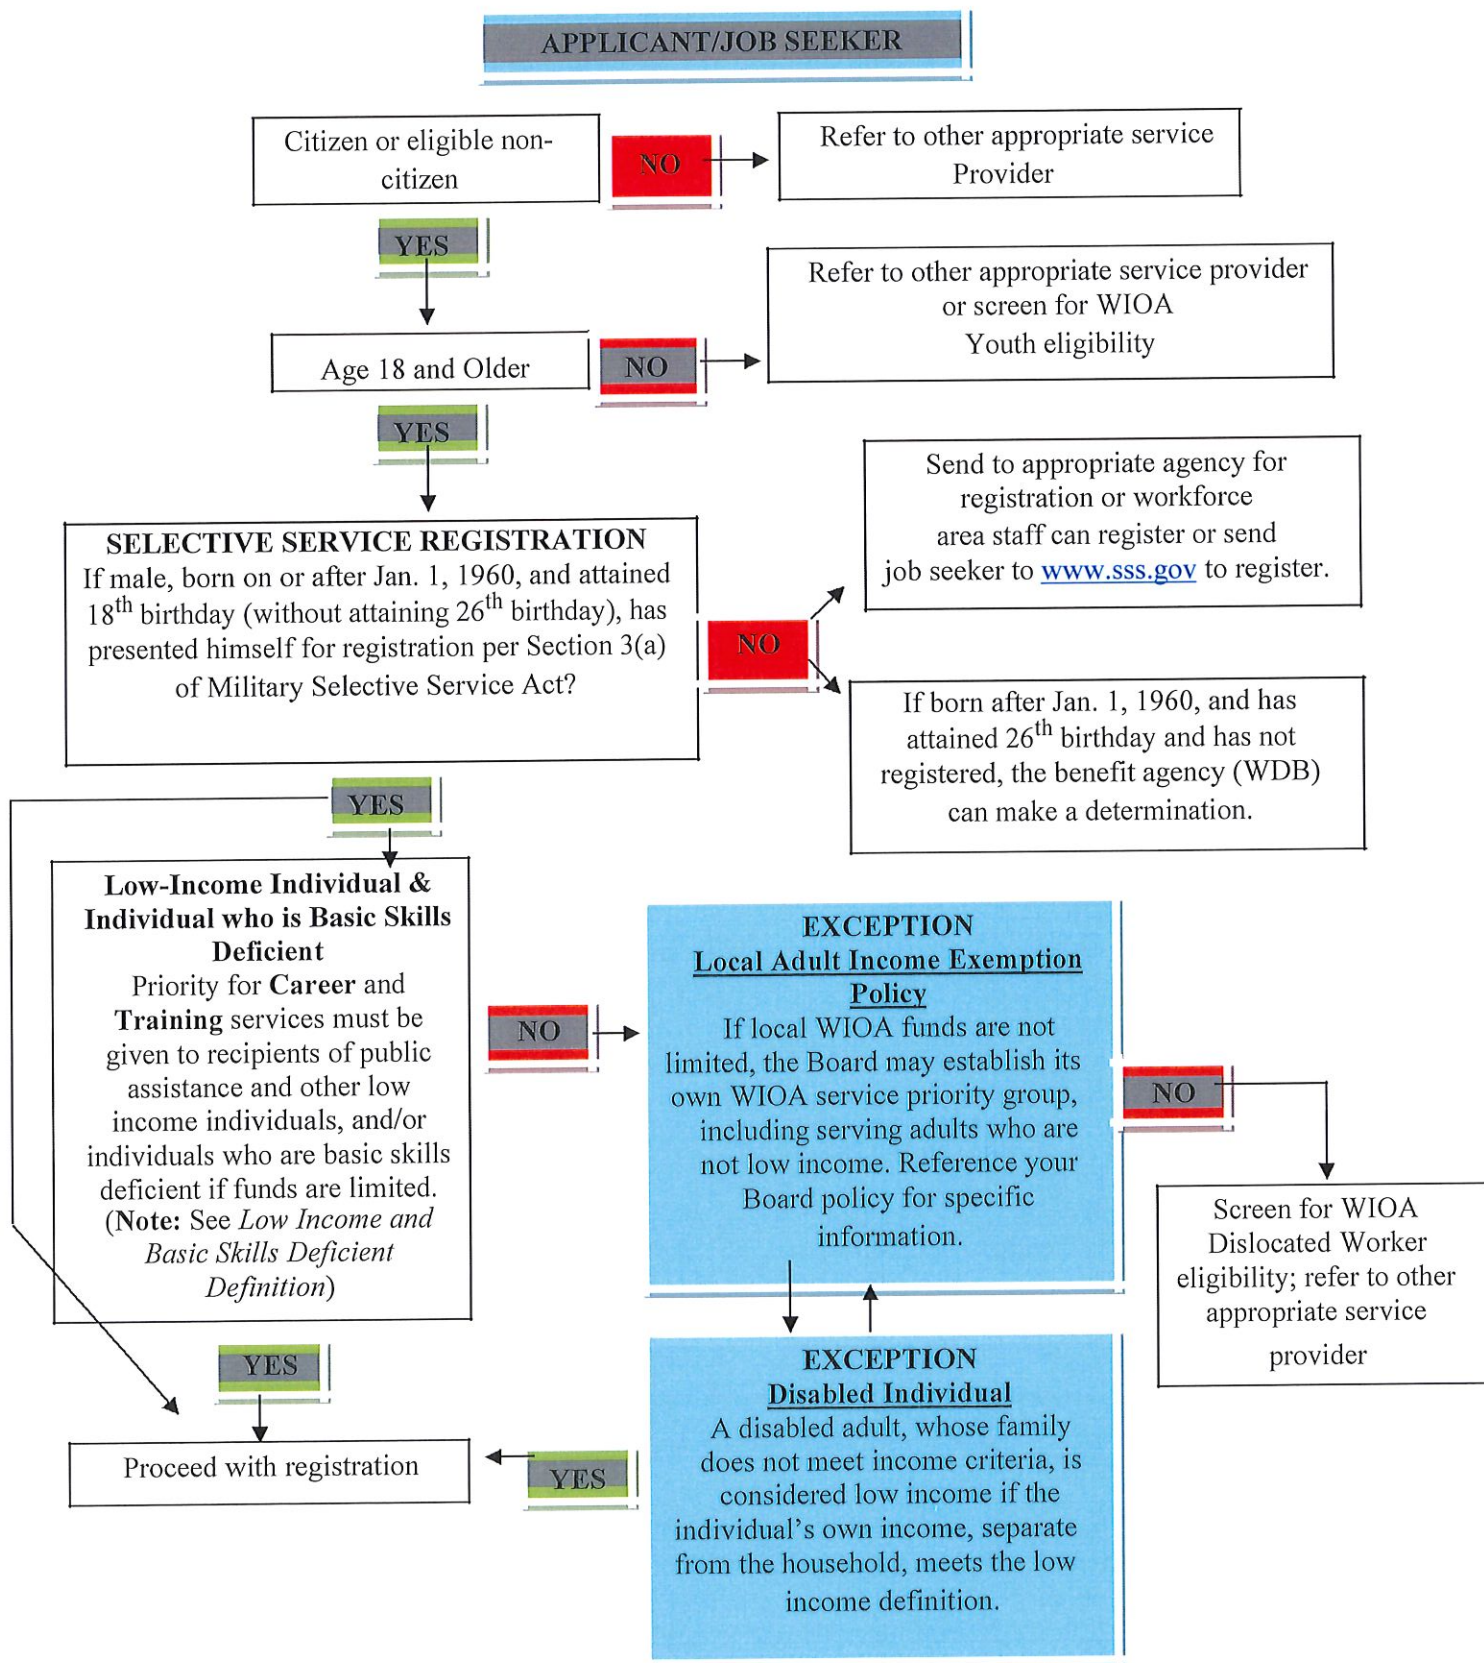 APPLICANT/JOB SEEKER
Citizen or eligible non-
citizen
NO
Refer to other appropriate service
Provider
YES
Refer to other appropriate service provider
or screen for WIOA
Youth eligibility
Age 18 and Older
NO
YES
Send to appropriate agency for
registration or workforce
area staff can register or send
job seeker to www.sss.gov to register.
SELECTIVE SERVICE REGISTRATION
If male, born on or after Jan. 1, 1960, and attained
18th birthday (without attaining 26th birthday), has
presented himself for registration per Section 3(a)
of Military Selective Service Act?
NO
If born after Jan. 1, 1960, and has
attained 26th birthday and has not
registered, the benefit agency (WDB)
can make a determination.
YES
Low-Income Individual &
Individual who is Basic Skills
Deficient
Priority for Career and
Training services must be
given to recipients of public
assistance and other low
income individuals, and/or
individuals who are basic skills
deficient if funds are limited.
(Note: See Low Income and
Basic Skills Deficient
Definition)
NO
EXCEPTION
Local Adult Income Exemption
Policy
If local WIOA funds are not
limited, the Board may establish its
own WIOA service priority group,
including serving adults who are
not low income. Reference your
Board policy for specific
information.
NO
Screen for WIOA
Dislocated Worker
eligibility; refer to other
appropriate service
provider
YES
Proceed with registration
YES
EXCEPTION
Disabled Individual
A disabled adult, whose family
does not meet income criteria, is
considered low income if the
individual's own income, separate
from the household, meets the low
income definition.